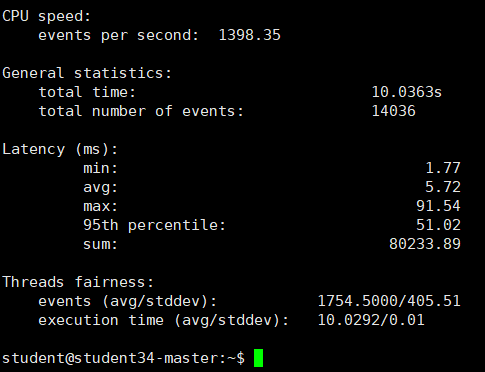 CPU speed:
    events per second:  1398.35

General statistics:
    total time:                          10.0363s
    total number of events:              14036

Latency (ms):
         min:                                  1.77
         avg:                                  5.72
         max:                                 91.54
         95th percentile:                     51.02
         sum:                              80233.89

Threads fairness:
    events (avg/stddev):           1754.5000/405.51
    execution time (avg/stddev):   10.0292/0.01

student@student34-master:~$